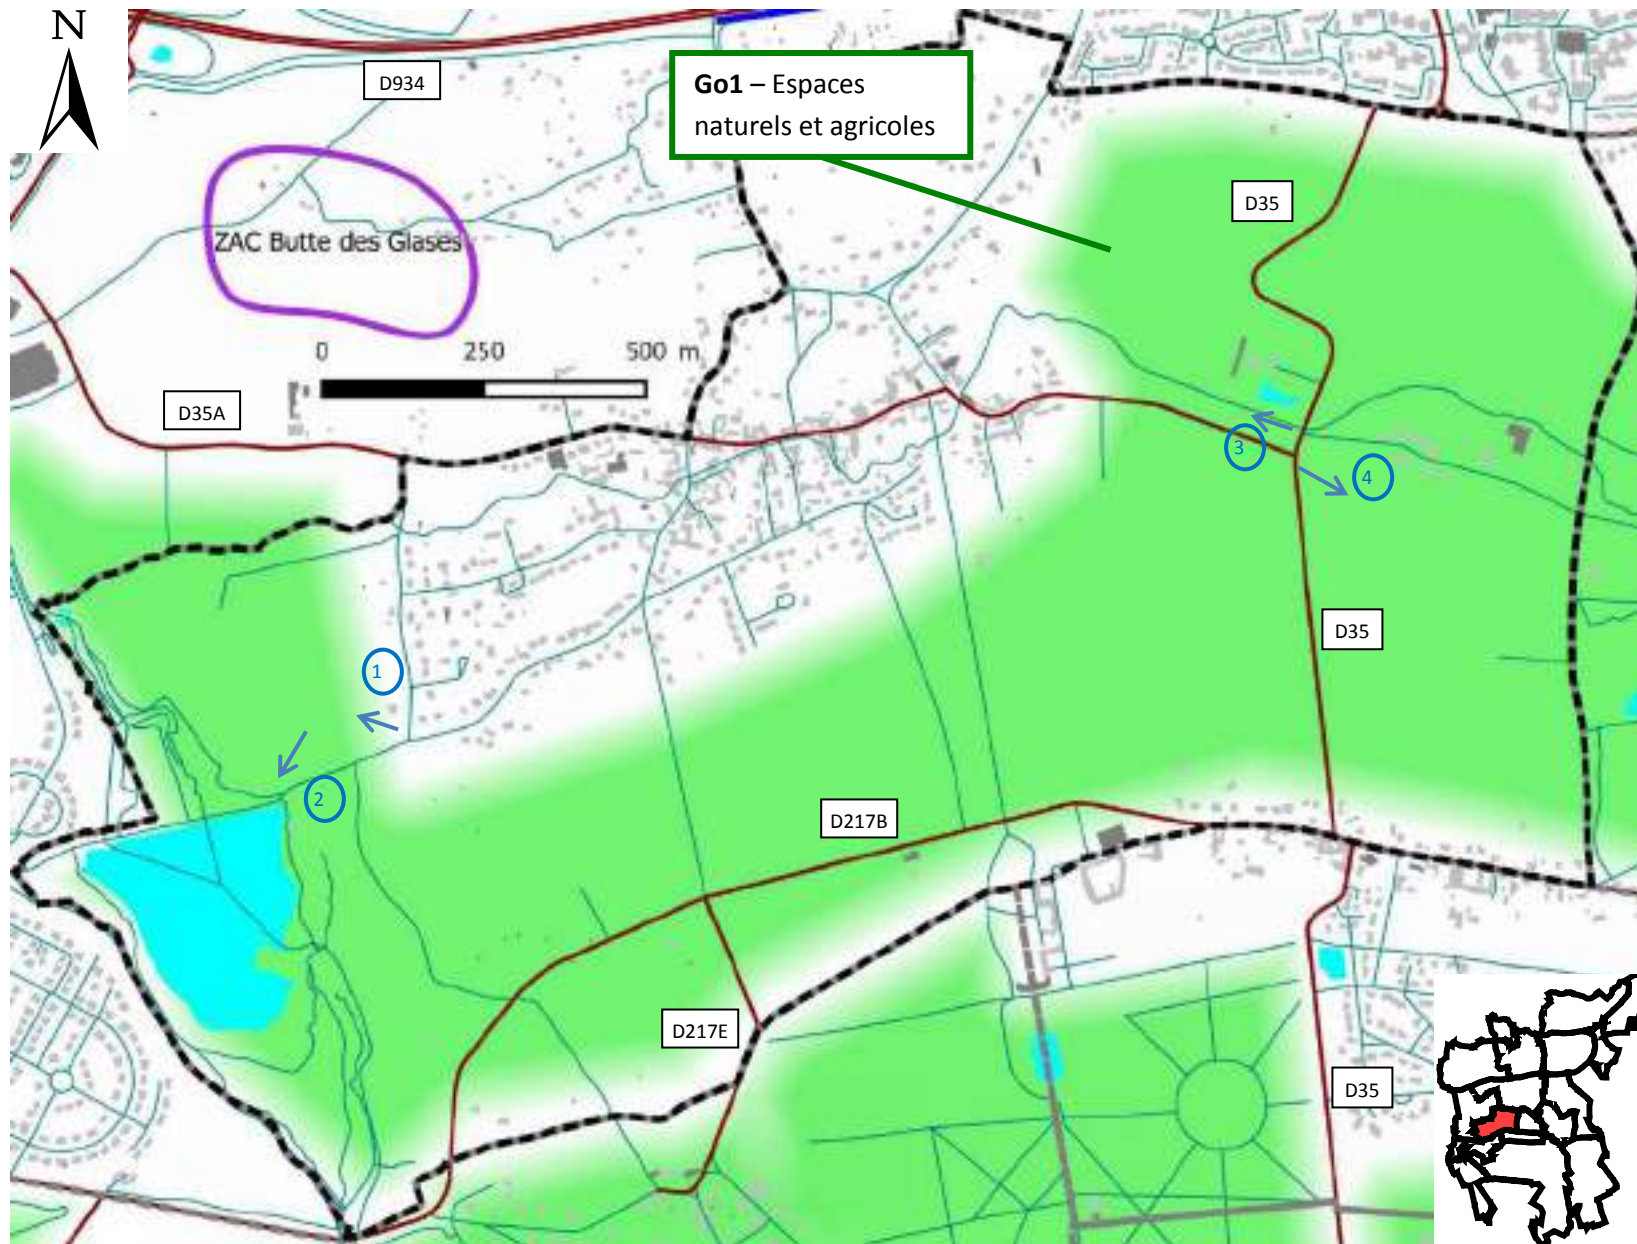 N
D934
Go1 – Espaces
naturels et agricoles
D35
ZAC Butte des Glases
0 250 500 m
D35A
3
4
D35
1
2
D217B
D217E
D35